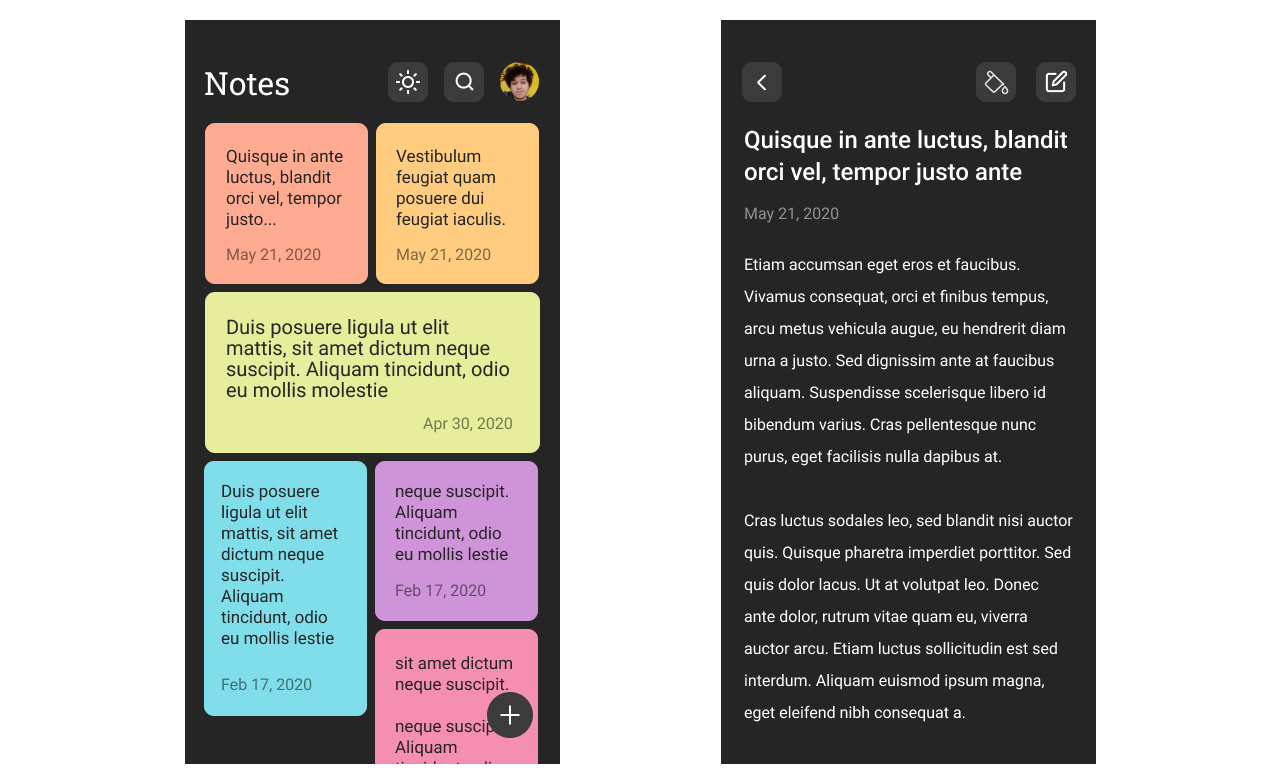 Notes
Quisque in ante
luctus, blandit
orci vel, tempor
justo...
May 21, 2020
Vestibulum
feugiat quam
posuere dui
feugiat iaculis.
May 21, 2020
Duis posuere ligula ut elit
mattis, sit amet dictum neque
suscipit. Aliquam tincidunt, odio
eu mollis molestie
Apr 30, 2020
Duis posuere
ligula ut elit
mattis, sit amet
dictum neque
suscipit.
Aliquam
tincidunt, odio
eu mollis lestie
Feb 17, 2020
neque suscipit.
Aliquam
tincidunt, odio
eu mollis lestie
Feb 17, 2020
sit amet dictum
neque suscipit.
neque
Aliquam
Quisque in ante luctus, blandit
orci vel, tempor justo ante
May 21, 2020
Etiam accumsan eget eros et faucibus.
Vivamus consequat, orci et finibus tempus,
arcu metus vehicula augue, eu hendrerit diam
urna a justo. Sed dignissim ante at faucibus
aliquam. Suspendisse scelerisque libero id
bibendum varius. Cras pellentesque nunc
purus, eget facilisis nulla dapibus at.
Cras luctus sodales leo, sed blandit nisi auctor
quis. Quisque pharetra imperdiet porttitor. Sed
quis dolor lacus. Ut at volutpat leo. Donec
ante dolor, rutrum vitae quam eu, viverra
auctor arcu. Etiam luctus sollicitudin est sed
interdum. Aliquam euismod ipsum magna,
eget eleifend nibh consequat a.